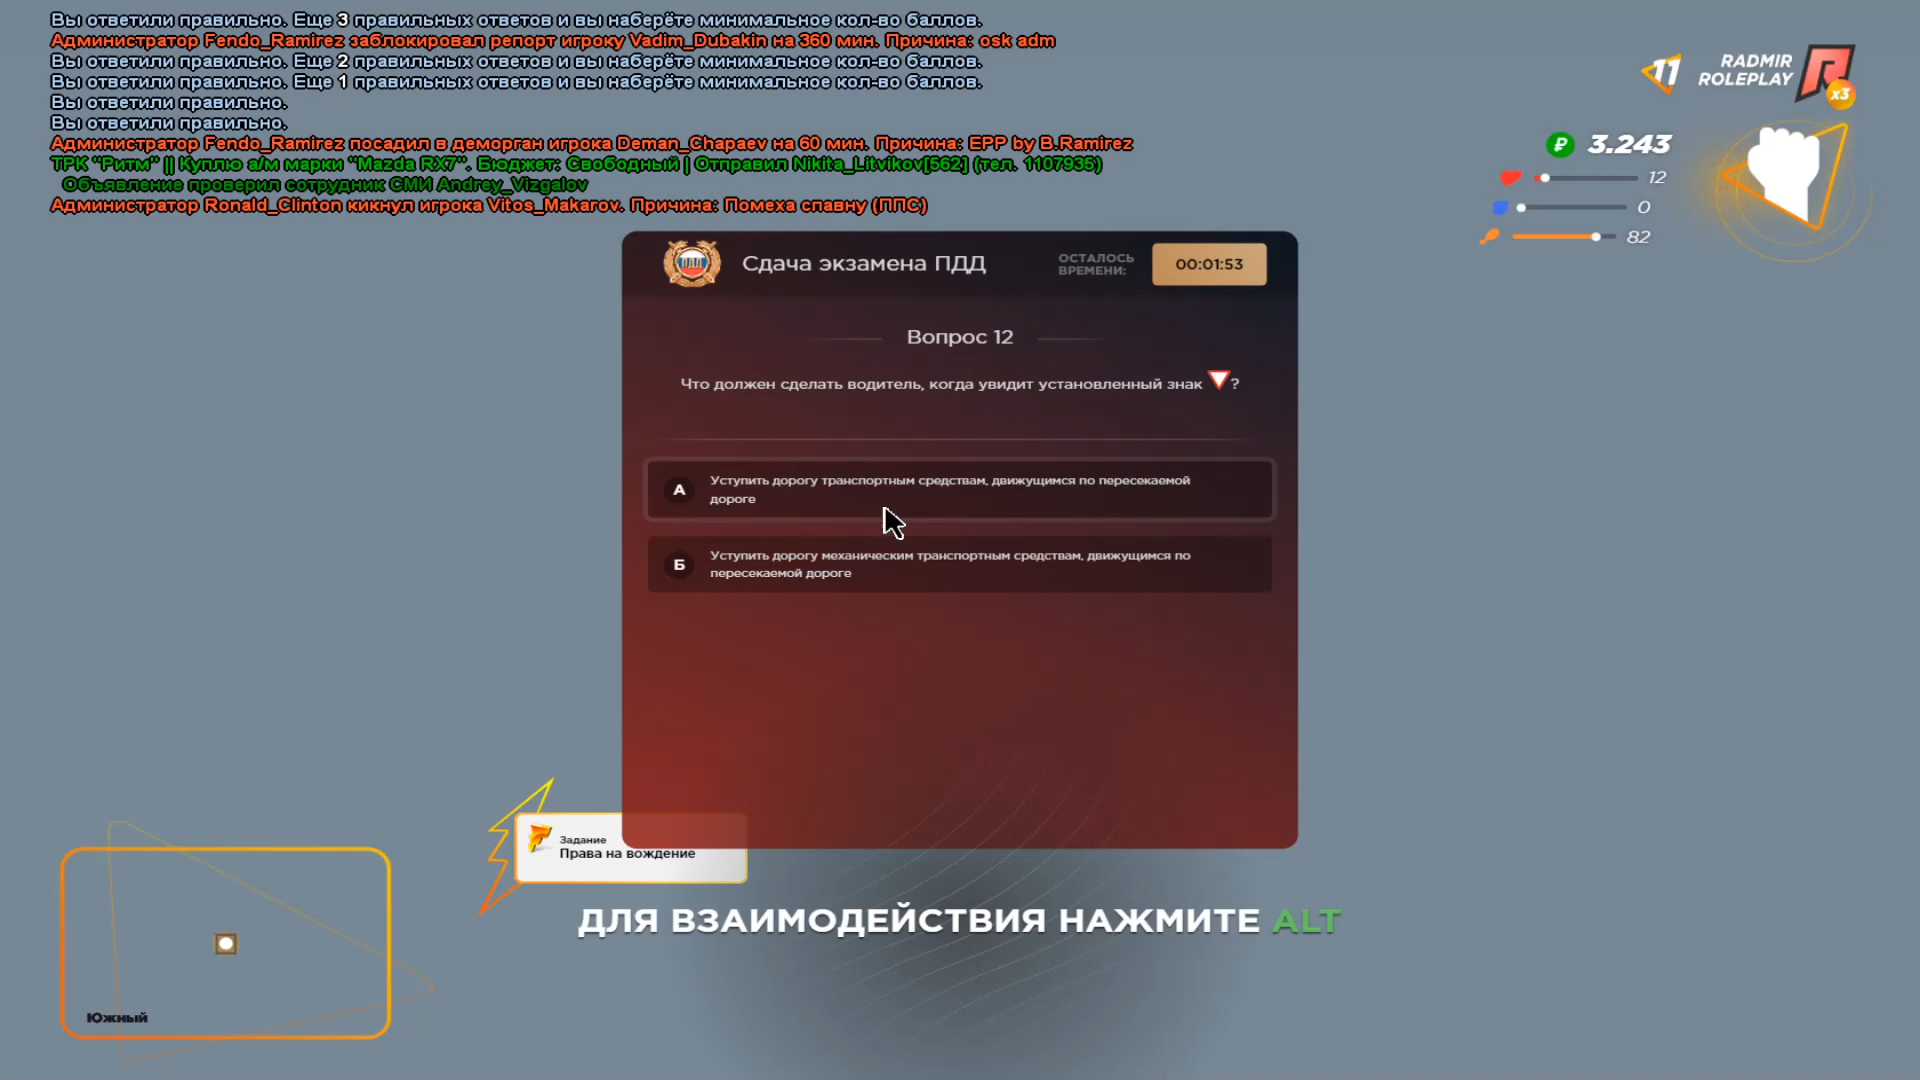 Вы ответили правильно. Еще 3 правильных ответов и вы наберёте минимальное кол-во баллов.
Администратор Fendo_Ramirez заблокировал репорт игроку Vadim_Dubakin на 360 мин. Причина: osk adm
Вы ответили правильно. Еще 2 правильных ответов и вы наберёте минимальное кол-во баллов.
Вы ответили правильно. Еще 1 правильных ответов и вы наберёте минимальное кол-во баллов.
Вы ответили правильно.
Вы ответили правильно.
Администратор Fendo_Ramirez посадил в деморган игрока Deman_Chapaev на 60 мин. Причина: EPP by B.Ramirez
ТРК "Ритм" || Куплю а/м марки "Mazda RX7". Бюджет: Свободный | Отправил Nikita_Litvikov[562] (тел. 1107935)
Объявление проверил сотрудник СМИ Andrey_Vizgalov
Администратор Ronald_Clinton кикнул игрока Vitos_Makarov. Причина: Помеха спавну (ППС)
11
RADMIR
ROLEPLAY
x3
₽ 3.243
12
0
82
Сдача экзамена ПДД
ОСТАЛОСЬ
ВРЕМЕНИ:
00:01:53
Вопрос 12
Что должен сделать водитель, когда увидит установленный знак ?
А
Уступить дорогу транспортным средствам, движущимся по пересекаемой
дороге
Б
Уступить дорогу механическим транспортным средствам, движущимся по
пересекаемой дороге
Задание
Права на вождение
ДЛЯ ВЗАИМОДЕЙСТВИЯ НАЖМИТЕ ALT
Южный